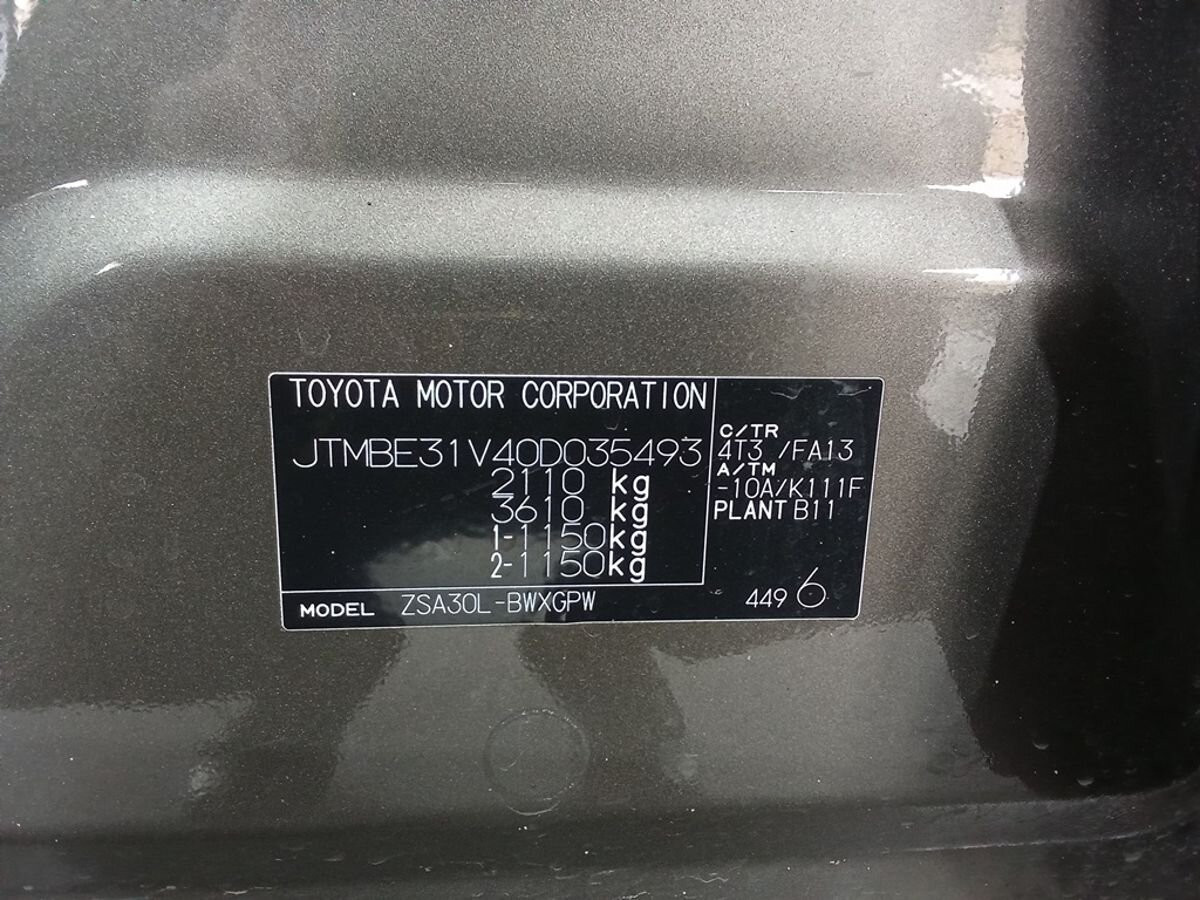 TOYOTA MOTOR CORPORATION
JTMBE31V40D035493
2110 kg
3610 kg
1-1150kg
2-1150kg
C/TR
4T3 /FA13
A/TM
-10A/K111F
PLANT B11
MODEL ZSA30L-BWXGPW
449 6